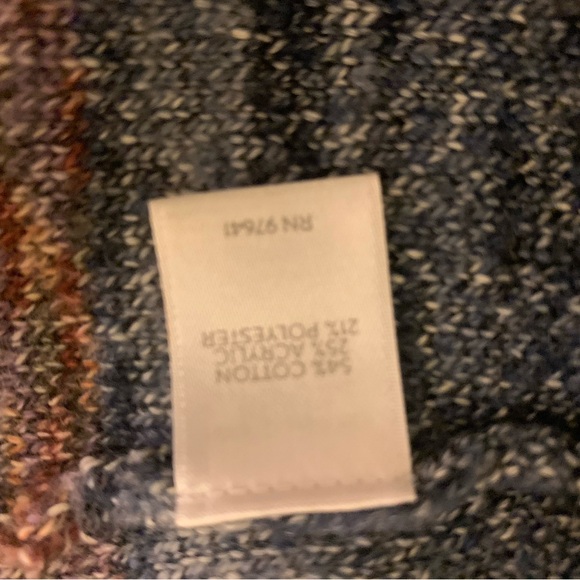 54% COTTON
25% ACRYLIC
21% POLYESTER
RN 97641